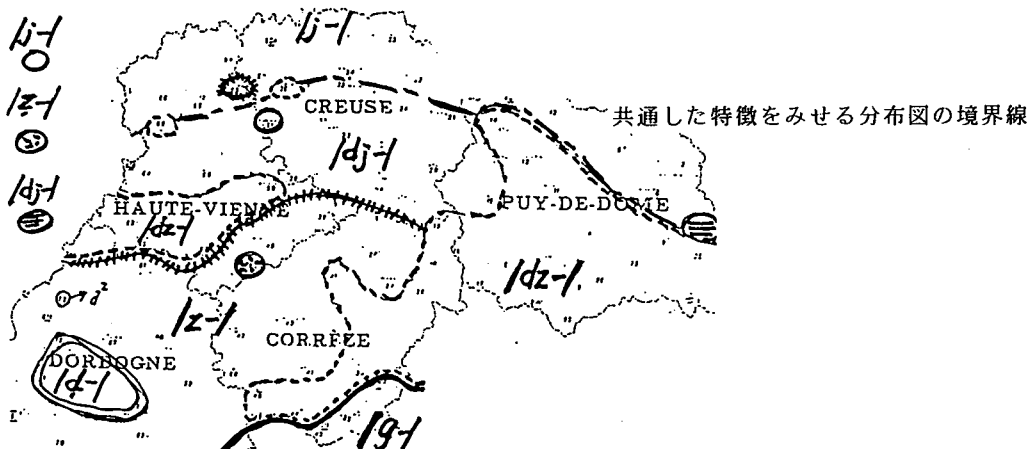 /j-/
/j-/
CREUSE
/z-/
共通した特徴をみせる分布図の境界線
/dj-/
/dj-/
HAUTE-VIENNE
PUY-DE-DOME
/dz-/
/dz-/
d²
/z-/
CORRÈZE
DORDOGNE
/d-/
/g-/